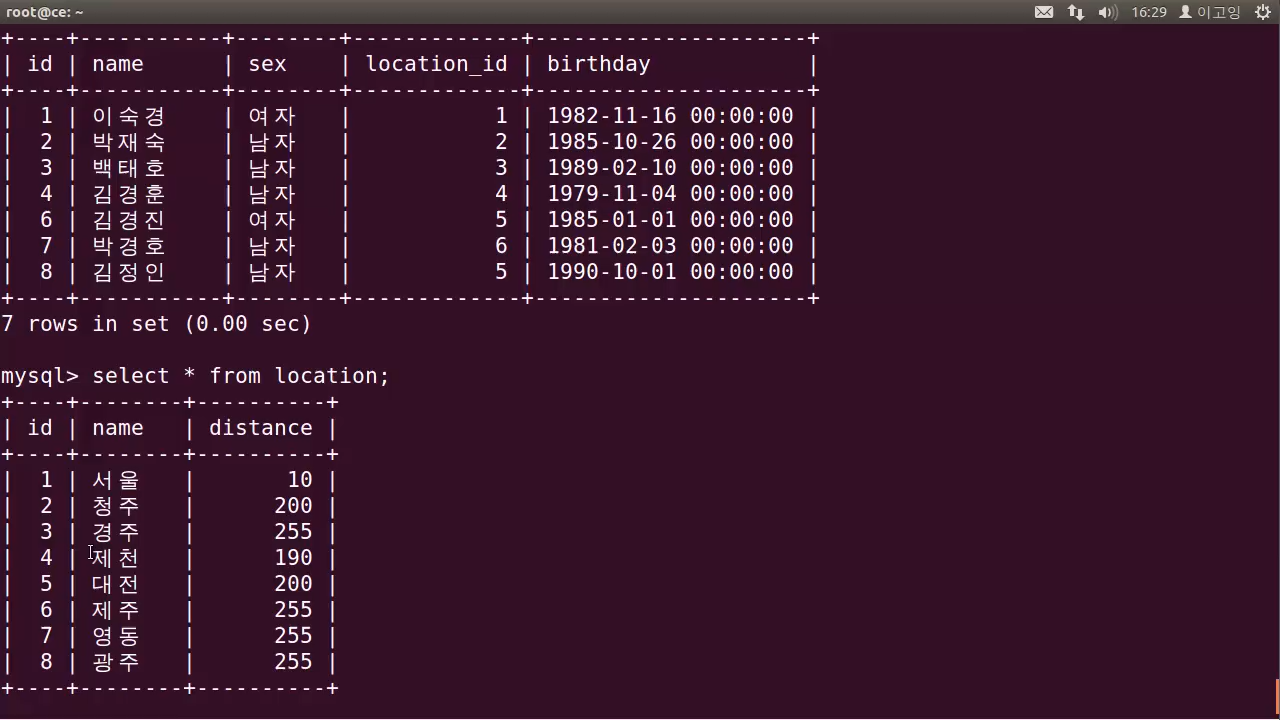 root@ce: ~ 16:29 이고잉
+----+-----------+--------+-------------+---------------------+
| id | name      | sex    | location_id | birthday            |
+----+-----------+--------+-------------+---------------------+
|  1 | 이숙경    | 여자   |           1 | 1982-11-16 00:00:00 |
|  2 | 박재숙    | 남자   |           2 | 1985-10-26 00:00:00 |
|  3 | 백태호    | 남자   |           3 | 1989-02-10 00:00:00 |
|  4 | 김경훈    | 남자   |           4 | 1979-11-04 00:00:00 |
|  6 | 김경진    | 여자   |           5 | 1985-01-01 00:00:00 |
|  7 | 박경호    | 남자   |           6 | 1981-02-03 00:00:00 |
|  8 | 김정인    | 남자   |           5 | 1990-10-01 00:00:00 |
+----+-----------+--------+-------------+---------------------+
7 rows in set (0.00 sec)
mysql> select * from location;
+----+--------+----------+
| id | name   | distance |
+----+--------+----------+
|  1 | 서울   |       10 |
|  2 | 청주   |      200 |
|  3 | 경주   |      255 |
|  4 | 제천   |      190 |
|  5 | 대전   |      200 |
|  6 | 제주   |      255 |
|  7 | 영동   |      255 |
|  8 | 광주   |      255 |
+----+--------+----------+